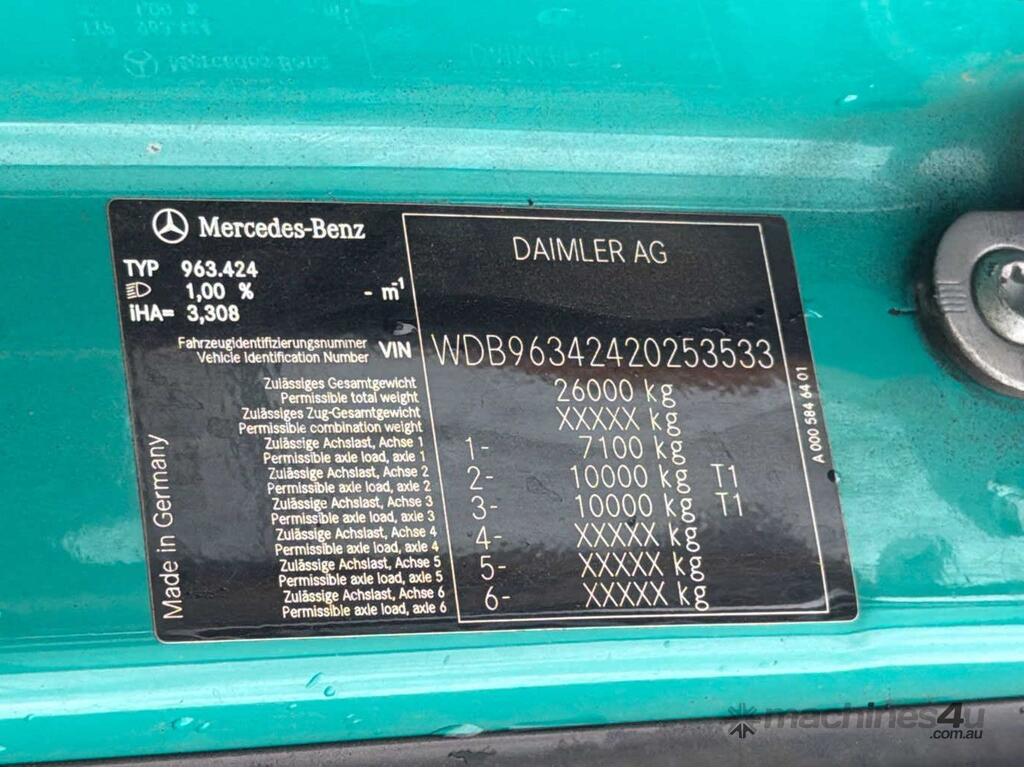 Mercedes-Benz
DAIMLER AG
TYP 963.424
1,00 % - m⁻¹
iHA= 3,308
Fahrzeugidentifizierungsnummer
Vehicle Identification Number VIN WDB96342420253533
Zulässiges Gesamtgewicht
Permissible total weight 26000 kg
Zulässiges Zug-Gesamtgewicht
Permissible combination weight XXXXX kg
Zulässige Achslast, Achse 1
Permissible axle load, axle 1 1- 7100 kg
Zulässige Achslast, Achse 2
Permissible axle load, axle 2 2- 10000 kg T1
Zulässige Achslast, Achse 3
Permissible axle load, axle 3 3- 10000 kg T1
Zulässige Achslast, Achse 4
Permissible axle load, axle 4 4- XXXXX kg
Zulässige Achslast, Achse 5
Permissible axle load, axle 5 5- XXXXX kg
Zulässige Achslast, Achse 6
Permissible axle load, axle 6 6- XXXXX kg
Made in Germany
A 000 584 64 01
machines4u
.com.au